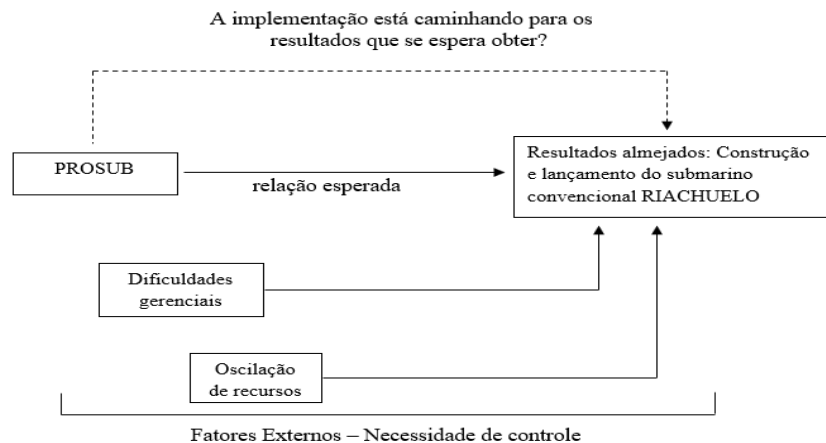 A implementação está caminhando para os
resultados que se espera obter?
PROSUB
relação esperada
Resultados almejados: Construção
e lançamento do submarino
convencional RIACHUELO
Dificuldades
gerenciais
Oscilação
de recursos
Fatores Externos – Necessidade de controle